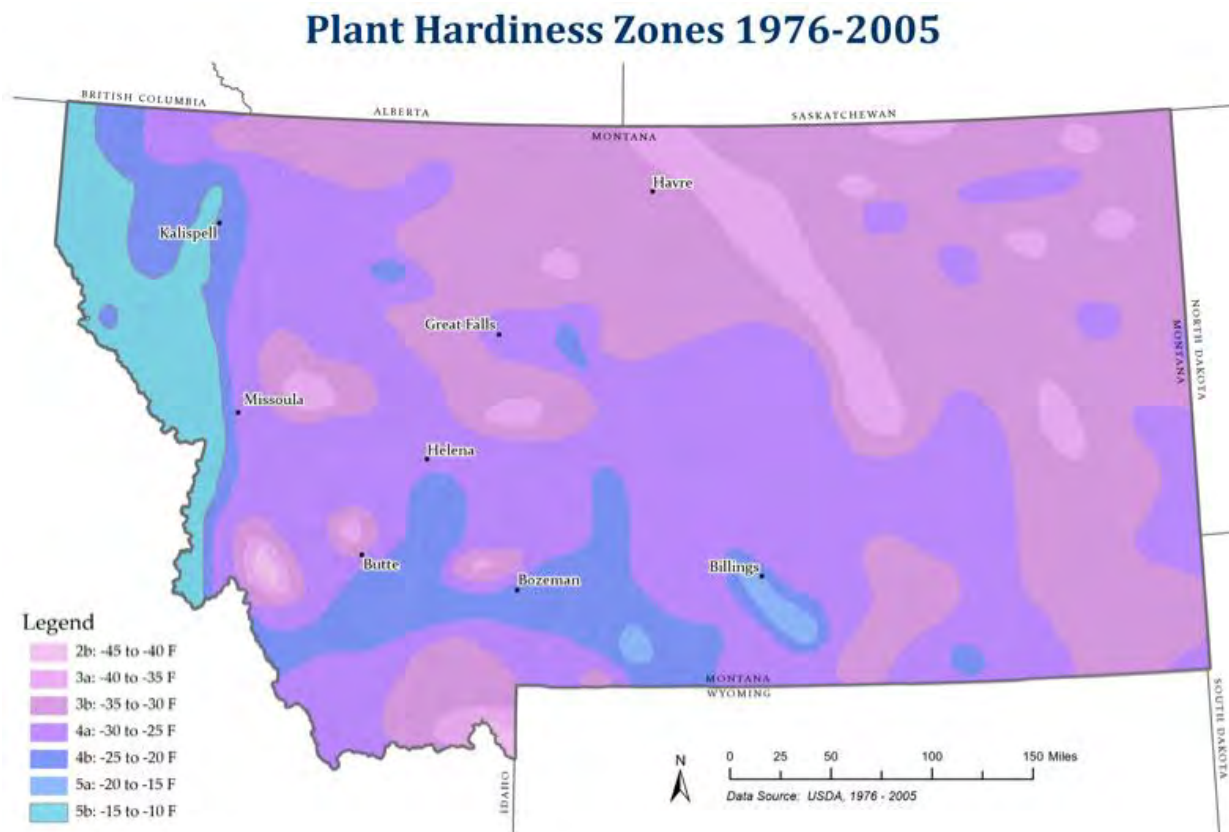 Plant Hardiness Zones 1976-2005
BRITISH COLUMBIA
ALBERTA
SASKATCHEWAN
MONTANA
Havre
Kalispell
Great Falls
NORTH DAKOTA
MONTANA
Missoula
Helena
Butte
Bozeman
Billings
Legend
2b: -45 to -40 F
3a: -40 to -35 F
3b: -35 to -30 F
4a: -30 to -25 F
4b: -25 to -20 F
5a: -20 to -15 F
5b: -15 to -10 F
MONTANA
WYOMING
SOUTH DAKOTA
IDAHO
N
0 25 50 100 150 Miles
Data Source: USDA, 1976 - 2005